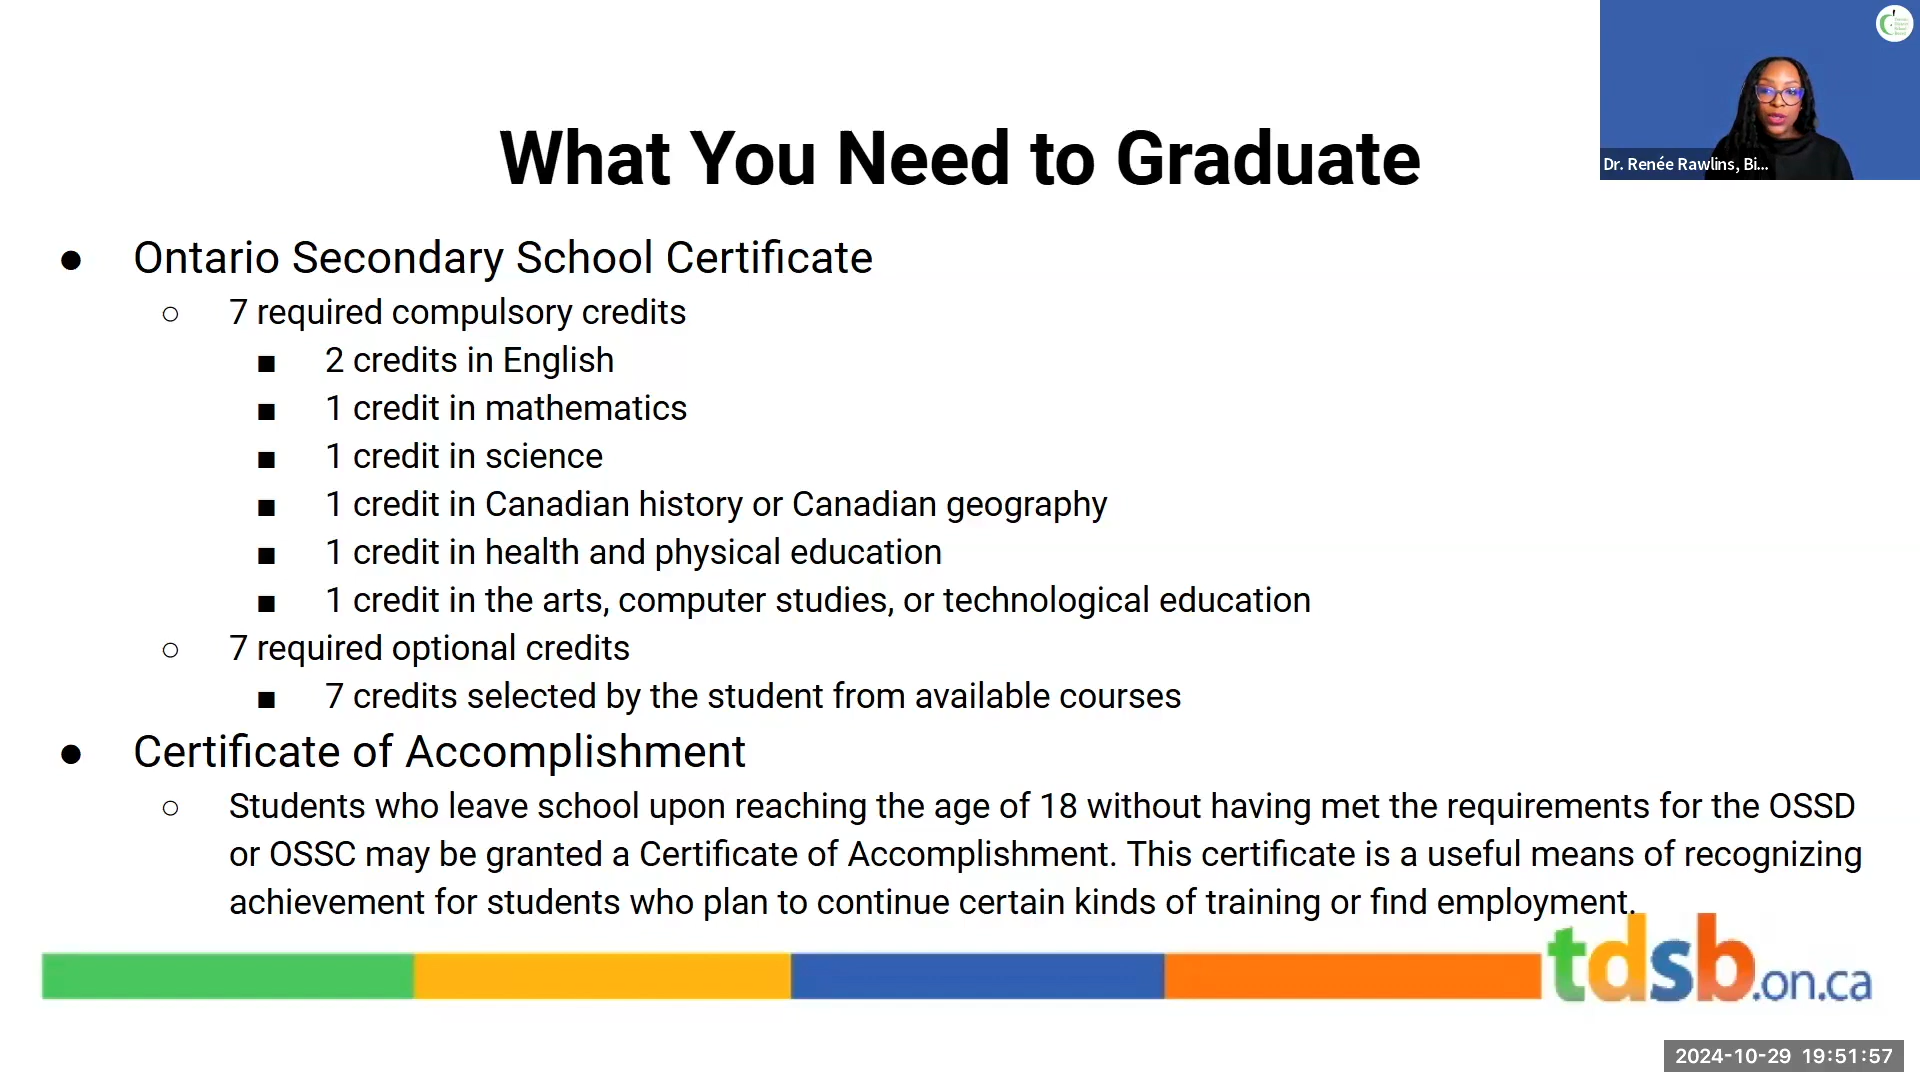 What You Need to Graduate
Dr. Renée Rawlins, Bi...
● Ontario Secondary School Certificate
○ 7 required compulsory credits
■ 2 credits in English
■ 1 credit in mathematics
■ 1 credit in science
■ 1 credit in Canadian history or Canadian geography
■ 1 credit in health and physical education
■ 1 credit in the arts, computer studies, or technological education
○ 7 required optional credits
■ 7 credits selected by the student from available courses
● Certificate of Accomplishment
○ Students who leave school upon reaching the age of 18 without having met the requirements for the OSSD
or OSSC may be granted a Certificate of Accomplishment. This certificate is a useful means of recognizing
achievement for students who plan to continue certain kinds of training or find employment.
tdsb.on.ca
2024-10-29 19:51:57